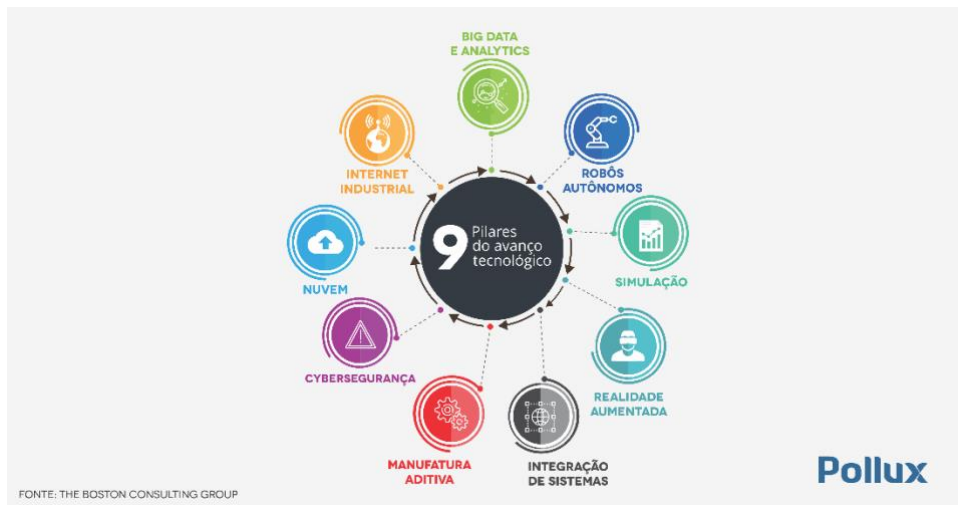 BIG DATA
E ANALYTICS
ROBÔS
AUTÔNOMOS
SIMULAÇÃO
REALIDADE
AUMENTADA
INTEGRAÇÃO
DE SISTEMAS
MANUFATURA
ADITIVA
CYBERSEGURANÇA
NUVEM
INTERNET
INDUSTRIAL
9 Pilares
do avanço
tecnológico
Pollux
FONTE: THE BOSTON CONSULTING GROUP